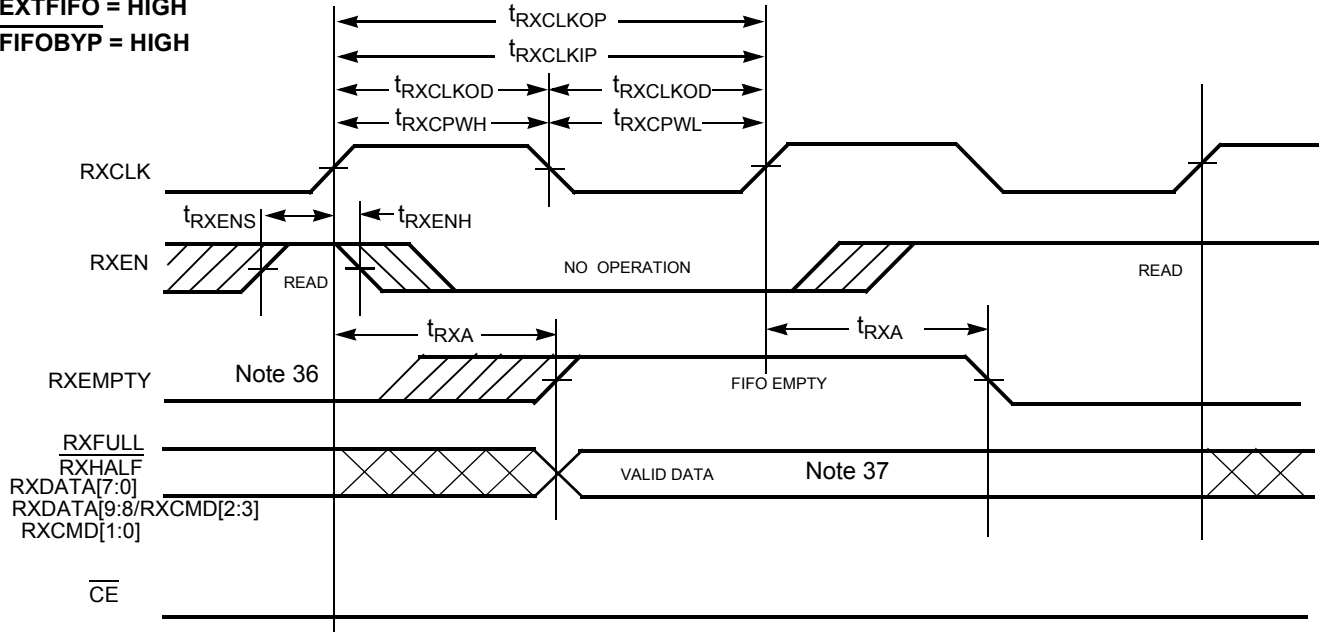 EXTFIFO = HIGH
FIFOBYP = HIGH
tRXCLKOP
tRXCLKIP
tRXCLKOD tRXCLKOD
tRXCPWH tRXCPWL
RXCLK
tRXENS tRXENH
RXEN READ NO OPERATION READ
tRXA tRXA
RXEMPTY Note 36 FIFO EMPTY
RXFULL
RXHALF
RXDATA[7:0] VALID DATA Note 37
RXDATA[9:8/RXCMD[2:3]
RXCMD[1:0]
CE